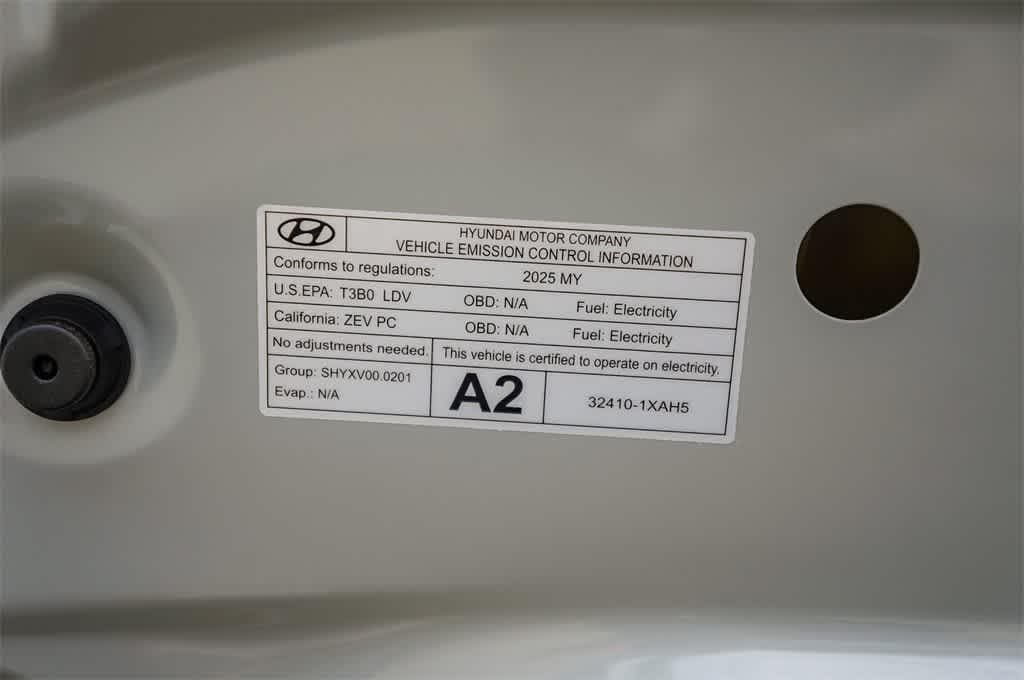 HYUNDAI MOTOR COMPANY
VEHICLE EMISSION CONTROL INFORMATION
Conforms to regulations: 2025 MY
U.S.EPA: T3B0 LDV OBD: N/A Fuel: Electricity
California: ZEV PC OBD: N/A Fuel: Electricity
No adjustments needed. This vehicle is certified to operate on electricity.
Group: SHYXV00.0201
Evap.: N/A
A2
32410-1XAH5